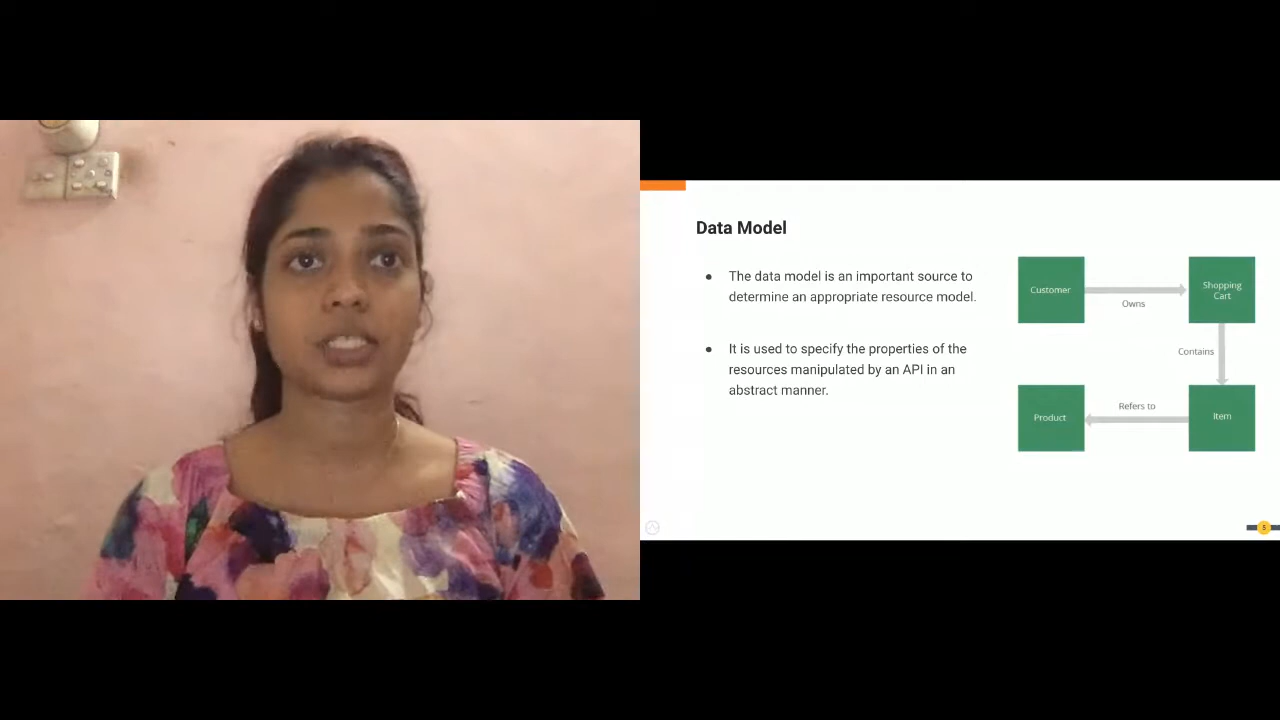 Data Model
● The data model is an important source to
determine an appropriate resource model.
● It is used to specify the properties of the
resources manipulated by an API in an
abstract manner.
Customer
Owns
Shopping
Cart
Contains
Item
Refers to
Product
5